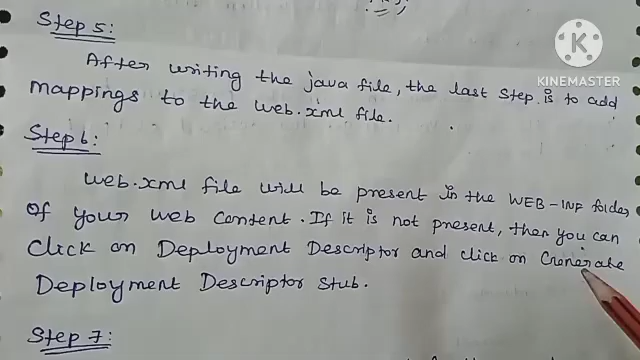 Step 5:
KINEMASTER
After writing the java file, the last step is to add
mappings to the web.xml file.
Step 6:
web.xml file will be present in the WEB-INF folder
of your web content. If it is not present, then you can
click on Deployment Descriptor and click on Generate
Deployment Descriptor stub.
Step 7: